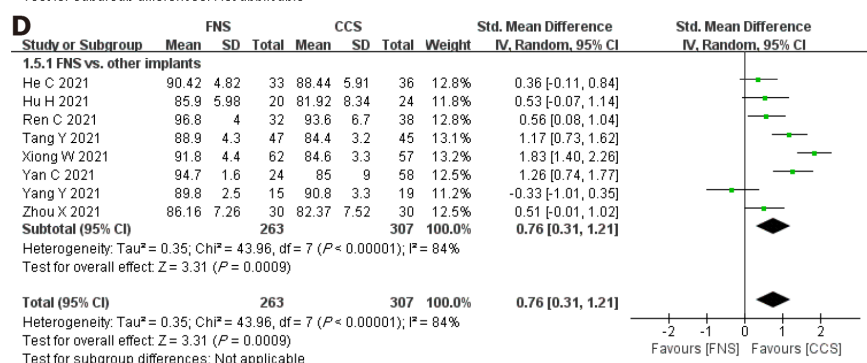 Test for subgroup differences: Not applicable
D
FNS CCS Std. Mean Difference Std. Mean Difference
Study or Subgroup Mean SD Total Mean SD Total Weight IV, Random, 95% CI IV, Random, 95% CI
1.5.1 FNS vs. other implants
He C 2021 90.42 4.82 33 88.44 5.91 36 12.8% 0.36 [-0.11, 0.84]
Hu H 2021 85.9 5.98 20 81.92 8.34 24 11.8% 0.53 [-0.07, 1.14]
Ren C 2021 96.8 4 32 93.6 6.7 38 12.8% 0.56 [0.08, 1.04]
Tang Y 2021 88.9 4.3 47 84.4 3.2 45 13.1% 1.17 [0.73, 1.62]
Xiong W 2021 91.8 4.4 62 84.6 3.3 57 13.2% 1.83 [1.40, 2.26]
Yan C 2021 94.7 1.6 24 85 9 58 12.6% 1.26 [0.74, 1.77]
Yang Y 2021 89.8 2.5 15 90.8 3.3 19 11.2% -0.33 [-1.01, 0.35]
Zhou X 2021 86.16 7.26 30 82.37 7.52 30 12.5% 0.51 [-0.01, 1.02]
Subtotal (95% CI) 263 307 100.0% 0.76 [0.31, 1.21]
Heterogeneity: Tau² = 0.35; Chi² = 43.96, df = 7 (P < 0.00001); I² = 84%
Test for overall effect: Z = 3.31 (P = 0.0009)
Total (95% CI) 263 307 100.0% 0.76 [0.31, 1.21]
Heterogeneity: Tau² = 0.35; Chi² = 43.96, df = 7 (P < 0.00001); I² = 84%
Test for overall effect: Z = 3.31 (P = 0.0009)
Test for subgroup differences: Not applicable
-2 -1 0 1 2
Favours [FNS] Favours [CCS]